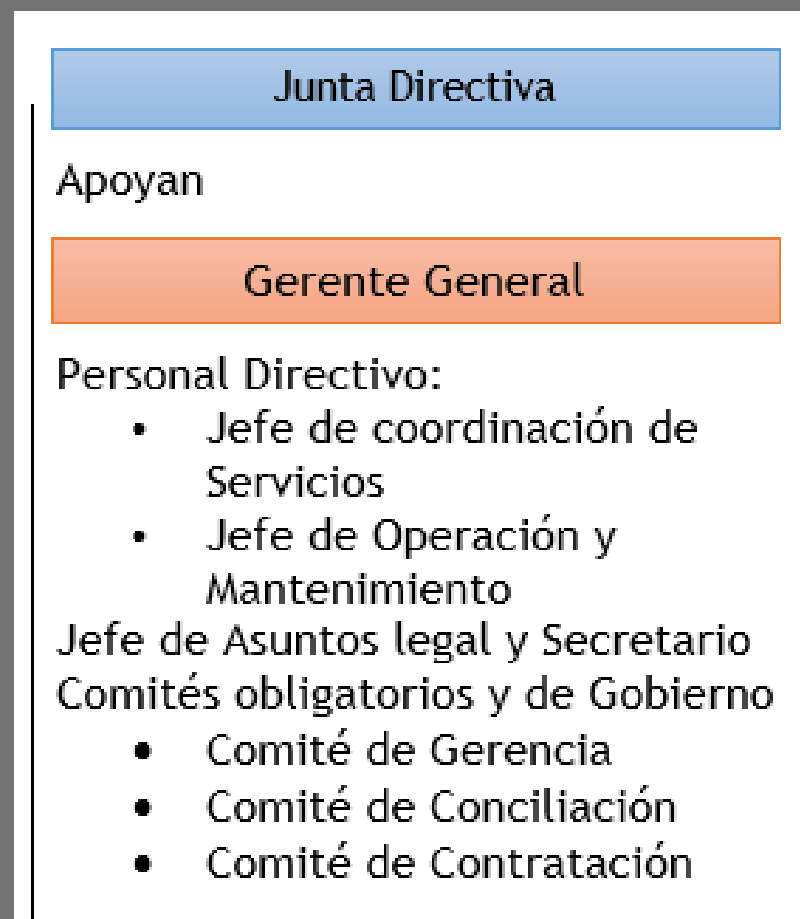 Junta Directiva
Apoyan
Gerente General
Personal Directivo:
• Jefe de coordinación de
Servicios
• Jefe de Operación y
Mantenimiento
Jefe de Asuntos legal y Secretario
Comités obligatorios y de Gobierno
• Comité de Gerencia
• Comité de Conciliación
• Comité de Contratación